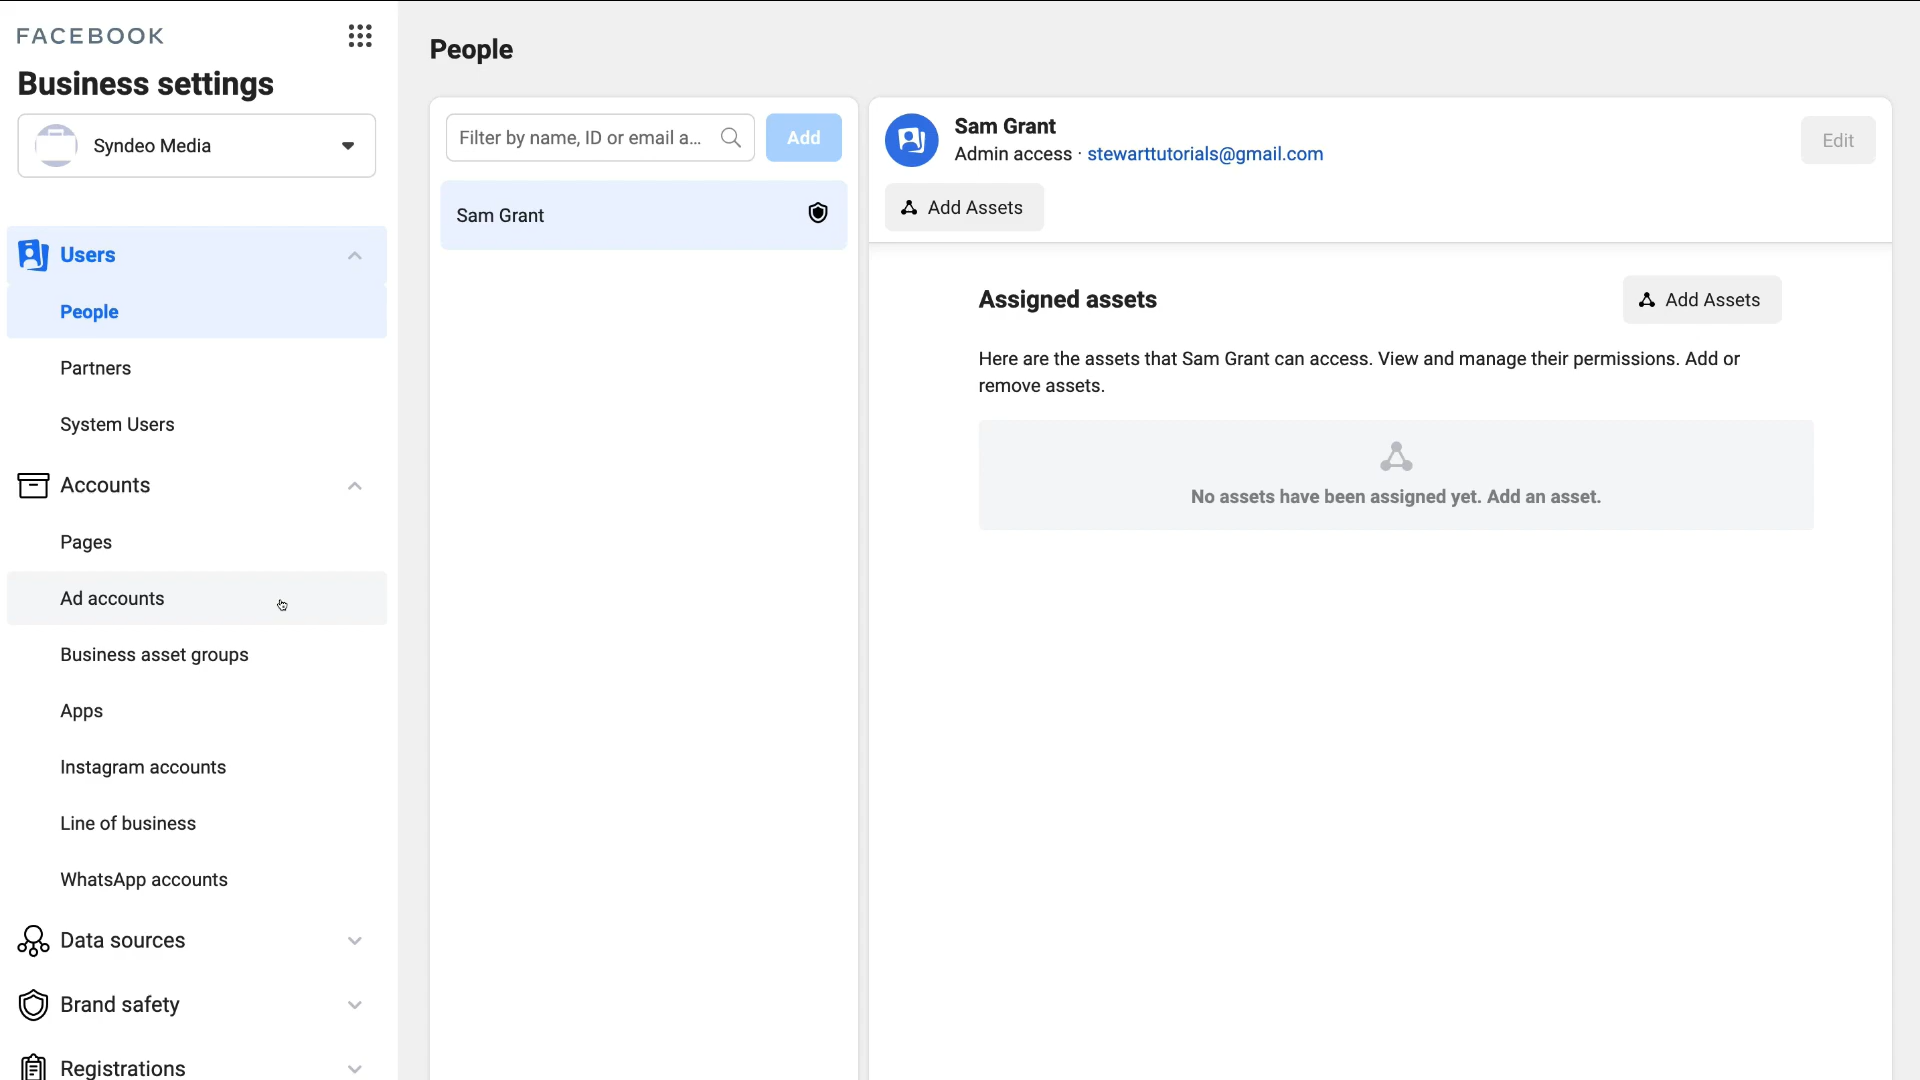 FACEBOOK
Business settings
Syndeo Media
Users
People
Partners
System Users
Accounts
Pages
Ad accounts
Business asset groups
Apps
Instagram accounts
Line of business
WhatsApp accounts
Data sources
Brand safety
Registrations
People
Filter by name, ID or email a...
Add
Sam Grant
Sam Grant
Admin access · stewarttutorials@gmail.com
Edit
Add Assets
Assigned assets
Add Assets
Here are the assets that Sam Grant can access. View and manage their permissions. Add or
remove assets.
No assets have been assigned yet. Add an asset.